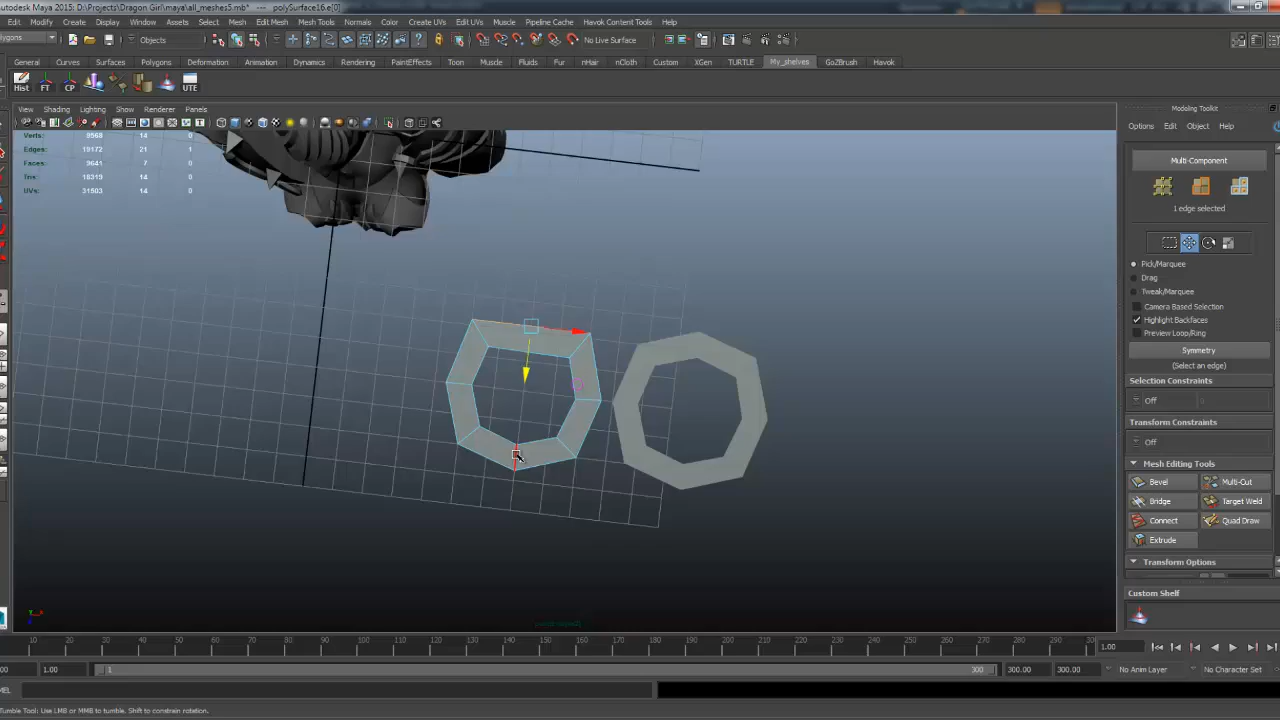 Autodesk Maya 2015: D:\Projects\Dragon Girl\maya\all_meshes5.mb* --- polySurface16.e[0]
Edit Modify Create Display Window Assets Select Mesh Edit Mesh Mesh Tools Normals Color Create UVs Edit UVs Muscle Pipeline Cache Havok Content Tools Help
olygons Objects No Live Surface
General Curves Surfaces Polygons Deformation Animation Dynamics Rendering PaintEffects Toon Muscle Fluids Fur nHair nCloth Custom XGen TURTLE My_shelves GoZBrush Havok
Hist FT CP UTE
View Shading Lighting Show Renderer Panels
Modeling Toolkit
Edit Object Help
Verts: 9568 14 0
Edges: 19172 21 1
Faces: 9641 7 0
Tris: 18319 14 0
UVs: 31503 14 0
Multi-Component
1 edge selected
Pick/Marquee
Drag
Tweak/Marquee
Camera Based Selection
Highlight Backfaces
Preview Loop/Ring
Symmetry
(Select an edge)
Selection Constraints
Off
Transform Constraints
Off
Mesh Editing Tools
Bevel Multi-Cut
Bridge Target Weld
Connect Quad Draw
Extrude
Transform Options
Custom Shelf
10 20 30 40 50 60 70 80 90 100 110 120 130 140 150 160 170 180 190 200 210 220 230 240 250 260 270 280 290 30 1.00
00 1.00 1 300 300.00 300.00 No Anim Layer No Character Set
MEL
Tumble Tool: Use LMB or MMB to tumble. Shift to constrain rotation.